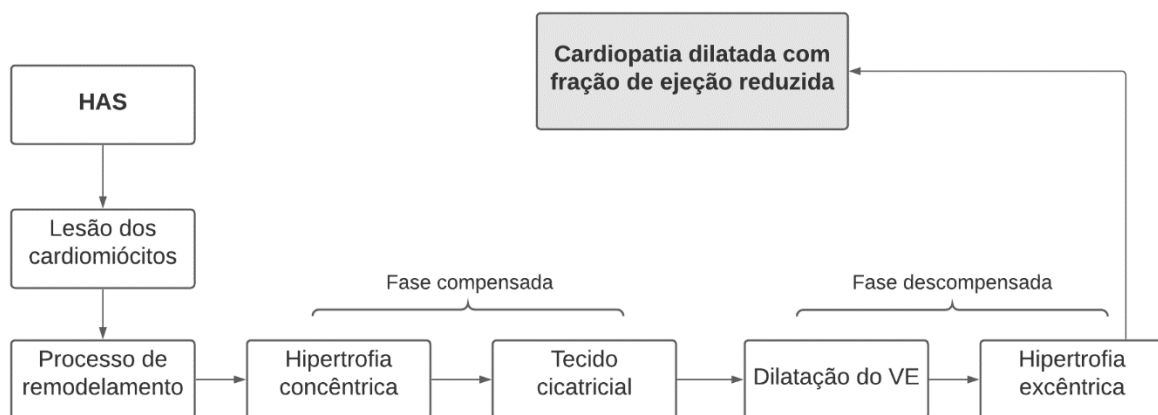 HAS
Lesão dos
cardiomiócitos
Processo de
remodelamento
Fase compensada
Hipertrofia
concêntrica
Tecido
cicatricial
Fase descompensada
Dilatação do VE
Hipertrofia
excêntrica
Cardiopatia dilatada com
fração de ejeção reduzida